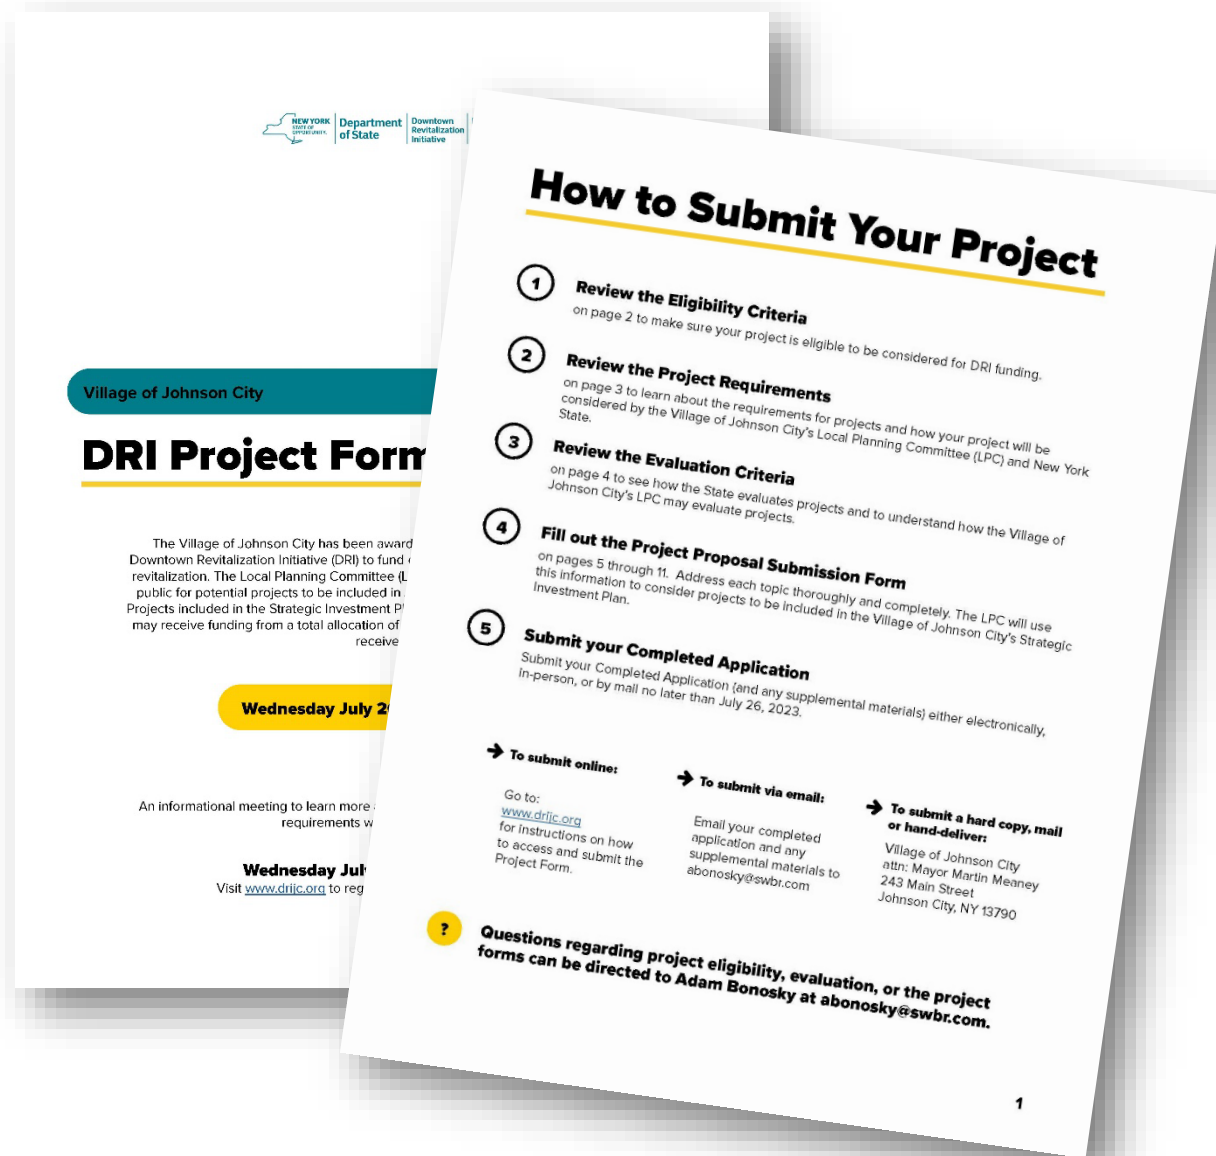 NEW YORK
STATE OF
OPPORTUNITY.
Department
of State
Downtown
Revitalization
Initiative
Village of Johnson City
DRI Project Form
The Village of Johnson City has been award
Downtown Revitalization Initiative (DRI) to fund
revitalization. The Local Planning Committee (L
public for potential projects to be included in
Projects included in the Strategic Investment P
may receive funding from a total allocation of
receive
Wednesday July 2
An informational meeting to learn more
requirements w
Wednesday Jul
Visit www.drijc.org to reg
How to Submit Your Project
1
Review the Eligibility Criteria
on page 2 to make sure your project is eligible to be considered for DRI funding.
2
Review the Project Requirements
on page 3 to learn about the requirements for projects and how your project will be
considered by the Village of Johnson City's Local Planning Committee (LPC) and New York
State.
3
Review the Evaluation Criteria
on page 4 to see how the State evaluates projects and to understand how the Village of
Johnson City's LPC may evaluate projects.
4
Fill out the Project Proposal Submission Form
on pages 5 through 11. Address each topic thoroughly and completely. The LPC will use
this information to consider projects to be included in the Village of Johnson City's Strategic
Investment Plan.
5
Submit your Completed Application
Submit your Completed Application (and any supplemental materials) either electronically,
in-person, or by mail no later than July 26, 2023.
To submit online:
Go to:
www.drijc.org
for instructions on how
to access and submit the
Project Form.
To submit via email:
Email your completed
application and any
supplemental materials to
abonosky@swbr.com
To submit a hard copy, mail
or hand-deliver:
Village of Johnson City
attn: Mayor Martin Meaney
243 Main Street
Johnson City, NY 13790
?
Questions regarding project eligibility, evaluation, or the project
forms can be directed to Adam Bonosky at abonosky@swbr.com.
1